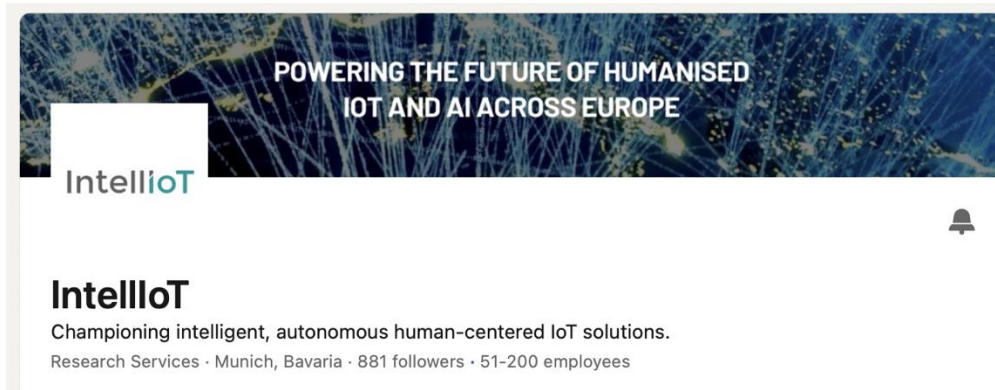 POWERING THE FUTURE OF HUMANISED
IOT AND AI ACROSS EUROPE
IntellIoT
IntellIoT
Championing intelligent, autonomous human-centered IoT solutions.
Research Services · Munich, Bavaria · 881 followers · 51-200 employees